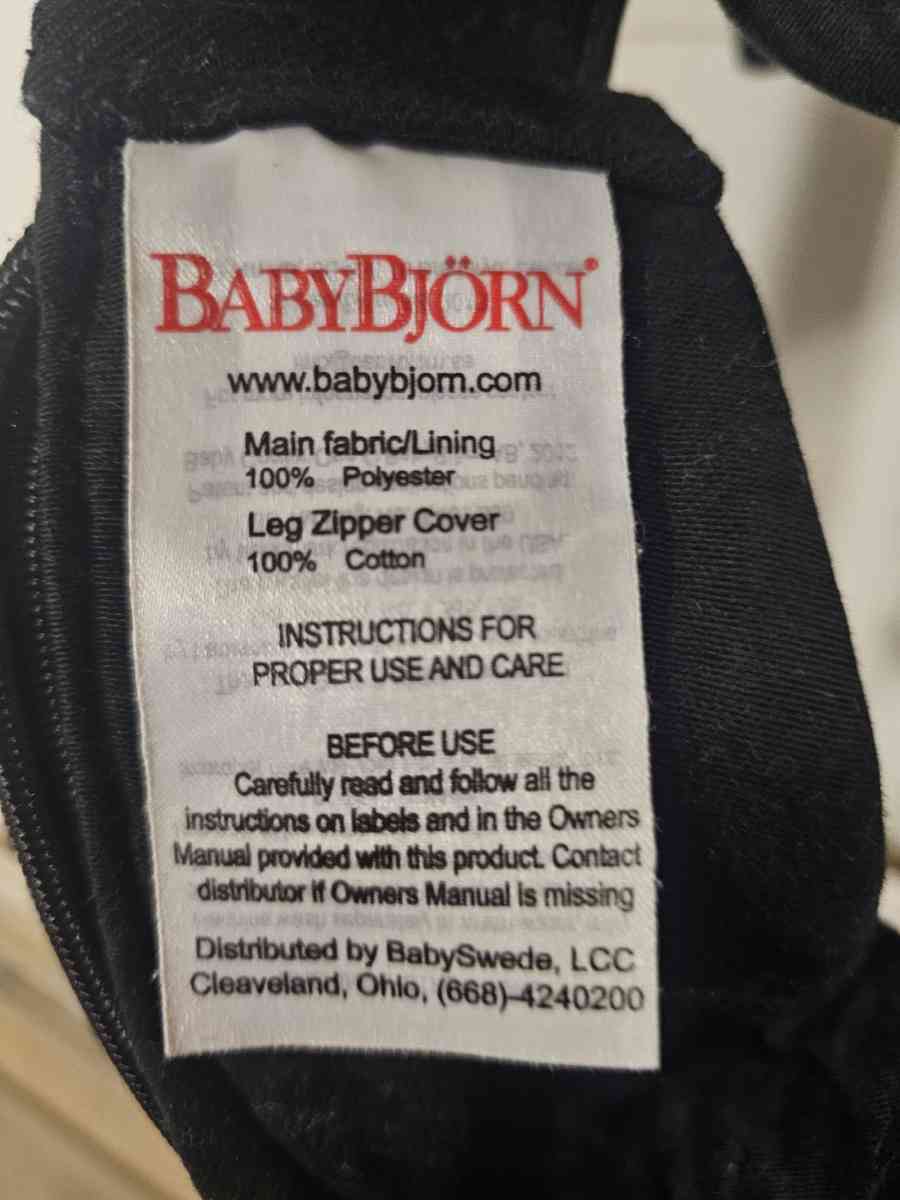 BABYBJÖRN®
www.babybjorn.com
Main fabric/Lining
100% Polyester
Leg Zipper Cover
100% Cotton
INSTRUCTIONS FOR
PROPER USE AND CARE
BEFORE USE
Carefully read and follow all the
instructions on labels and in the Owners
Manual provided with this product. Contact
distributor if Owners Manual is missing
Distributed by BabySwede, LCC
Cleaveland, Ohio, (668)-4240200